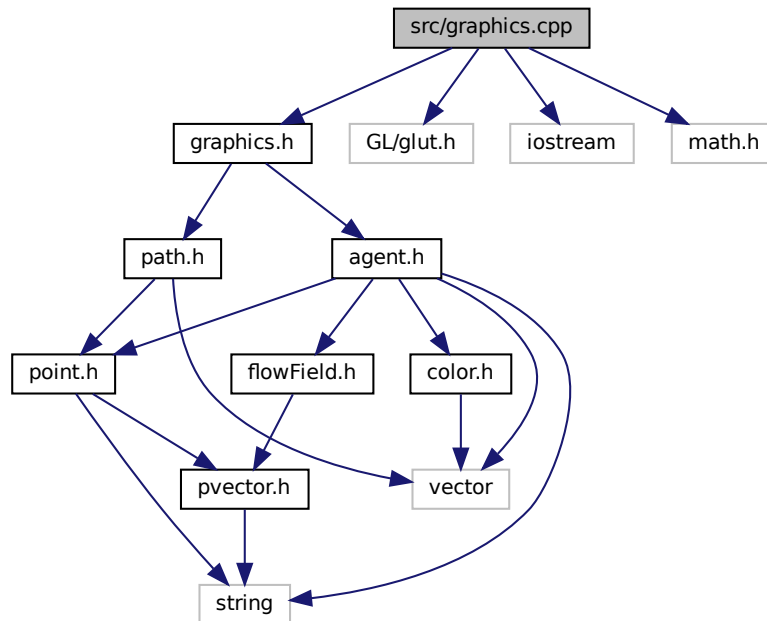 src/graphics.cpp
graphics.h
GL/glut.h
iostream
math.h
path.h
agent.h
point.h
flowField.h
color.h
pvector.h
vector
string